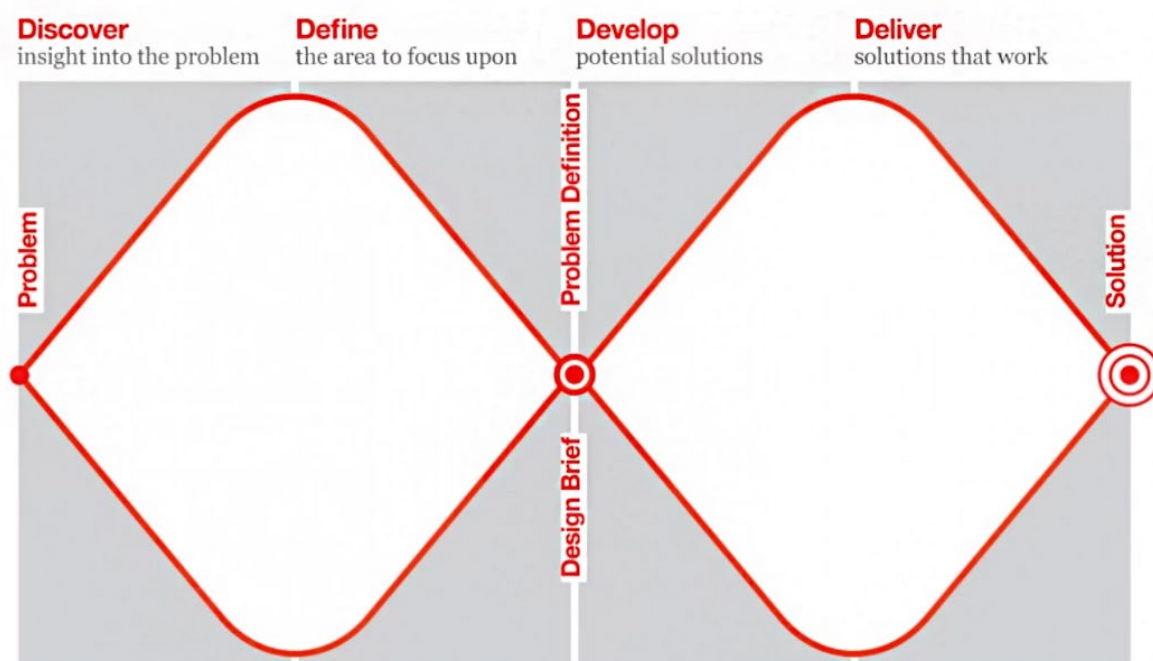 Discover
insight into the problem
Define
the area to focus upon
Develop
potential solutions
Deliver
solutions that work
Problem
Problem Definition
Design Brief
Solution